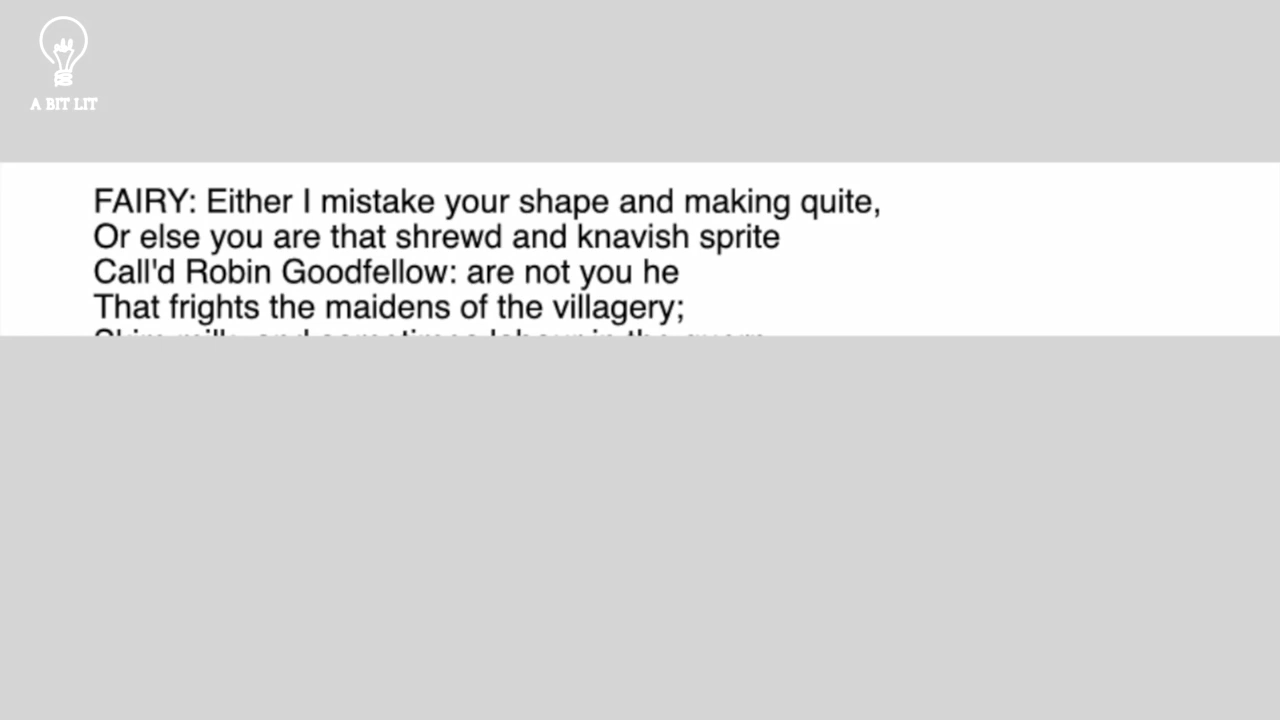 A BIT LIT
FAIRY: Either I mistake your shape and making quite,
Or else you are that shrewd and knavish sprite
Call'd Robin Goodfellow: are not you he
That frights the maidens of the villagery;